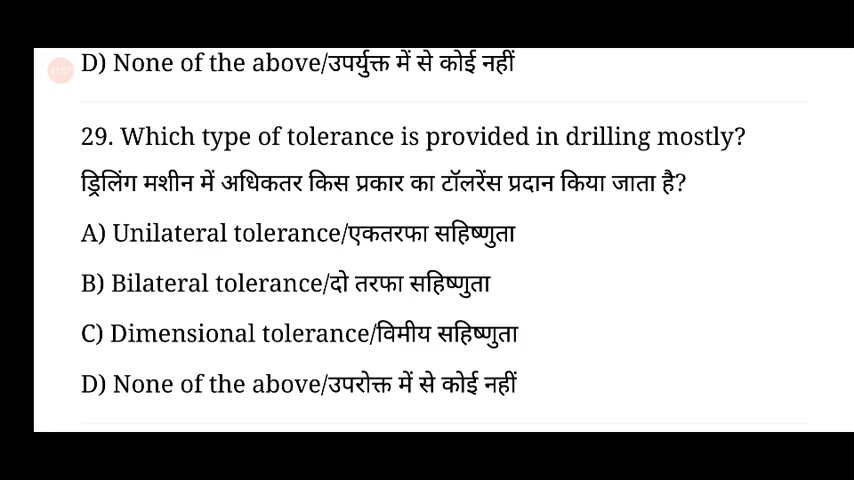 D) None of the above/उपर्युक्त में से कोई नहीं
29. Which type of tolerance is provided in drilling mostly?
ड्रिलिंग मशीन में अधिकतर किस प्रकार का टॉलरेंस प्रदान किया जाता है?
A) Unilateral tolerance/एकतरफा सहिष्णुता
B) Bilateral tolerance/दो तरफा सहिष्णुता
C) Dimensional tolerance/विमीय सहिष्णुता
D) None of the above/उपरोक्त में से कोई नहीं